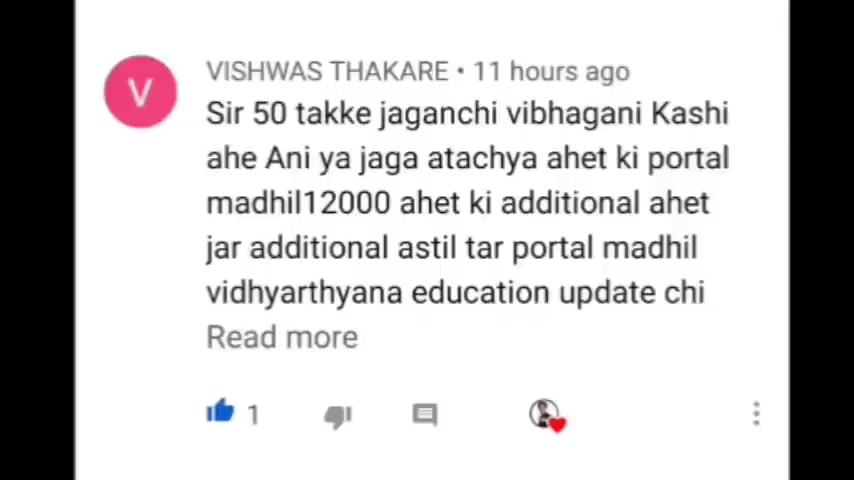 V
VISHWAS THAKARE • 11 hours ago
Sir 50 takke jaganchi vibhagani Kashi
ahe Ani ya jaga atachya ahet ki portal
madhil12000 ahet ki additional ahet
jar additional astil tar portal madhil
vidhyarthyana education update chi
Read more
1